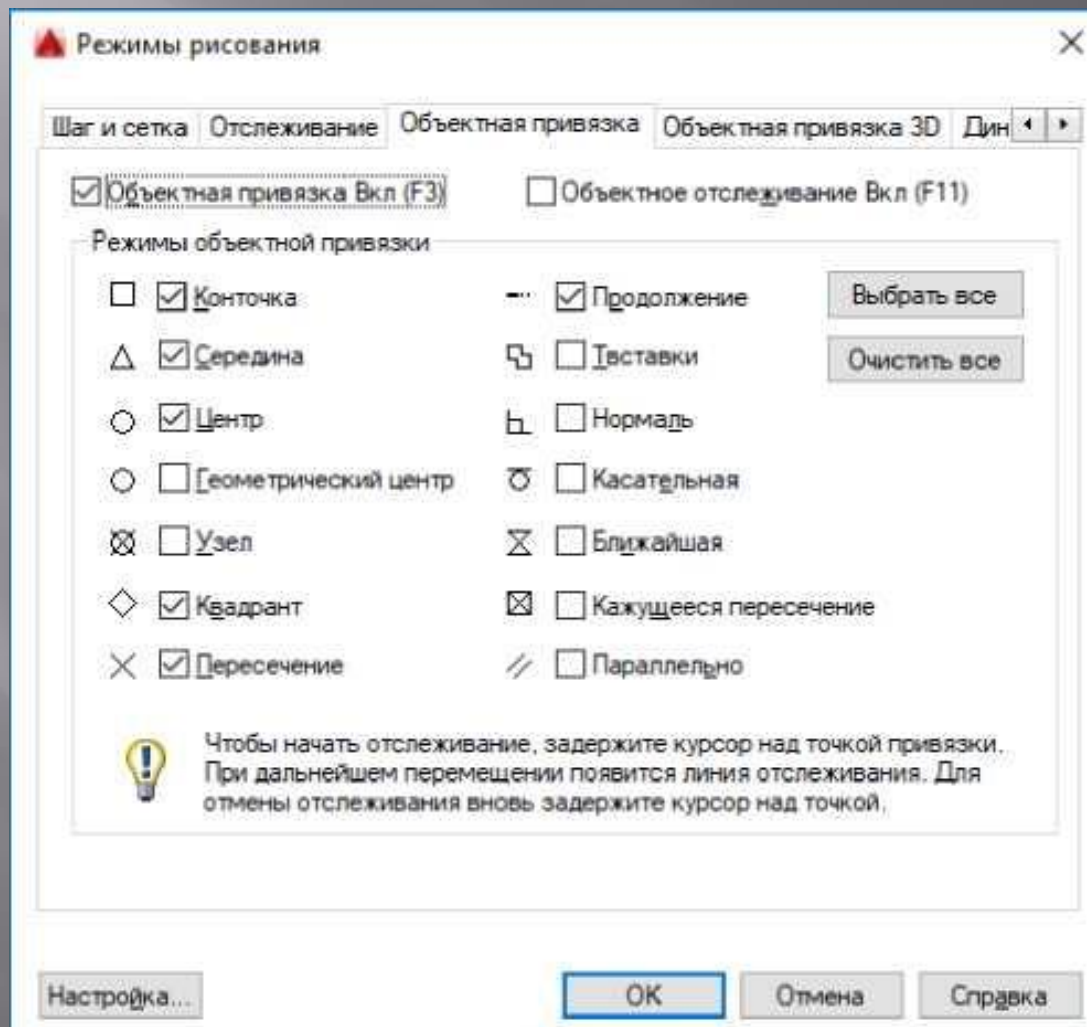 Режимы рисования
Шаг и сетка Отслеживание Объектная привязка Объектная привязка 3D Дин
Объектная привязка Вкл (F3) Объектное отслеживание Вкл (F11)
Режимы объектной привязки
Конточка Продолжение Выбрать все
Середина Твставки Очистить все
Центр Нормаль
Геометрический центр Касательная
Узел Ближайшая
Квадрант Кажущееся пересечение
Пересечение Параллельно
Чтобы начать отслеживание, задержите курсор над точкой привязки.
При дальнейшем перемещении появится линия отслеживания. Для
отмены отслеживания вновь задержите курсор над точкой.
Настройка... OK Отмена Справка